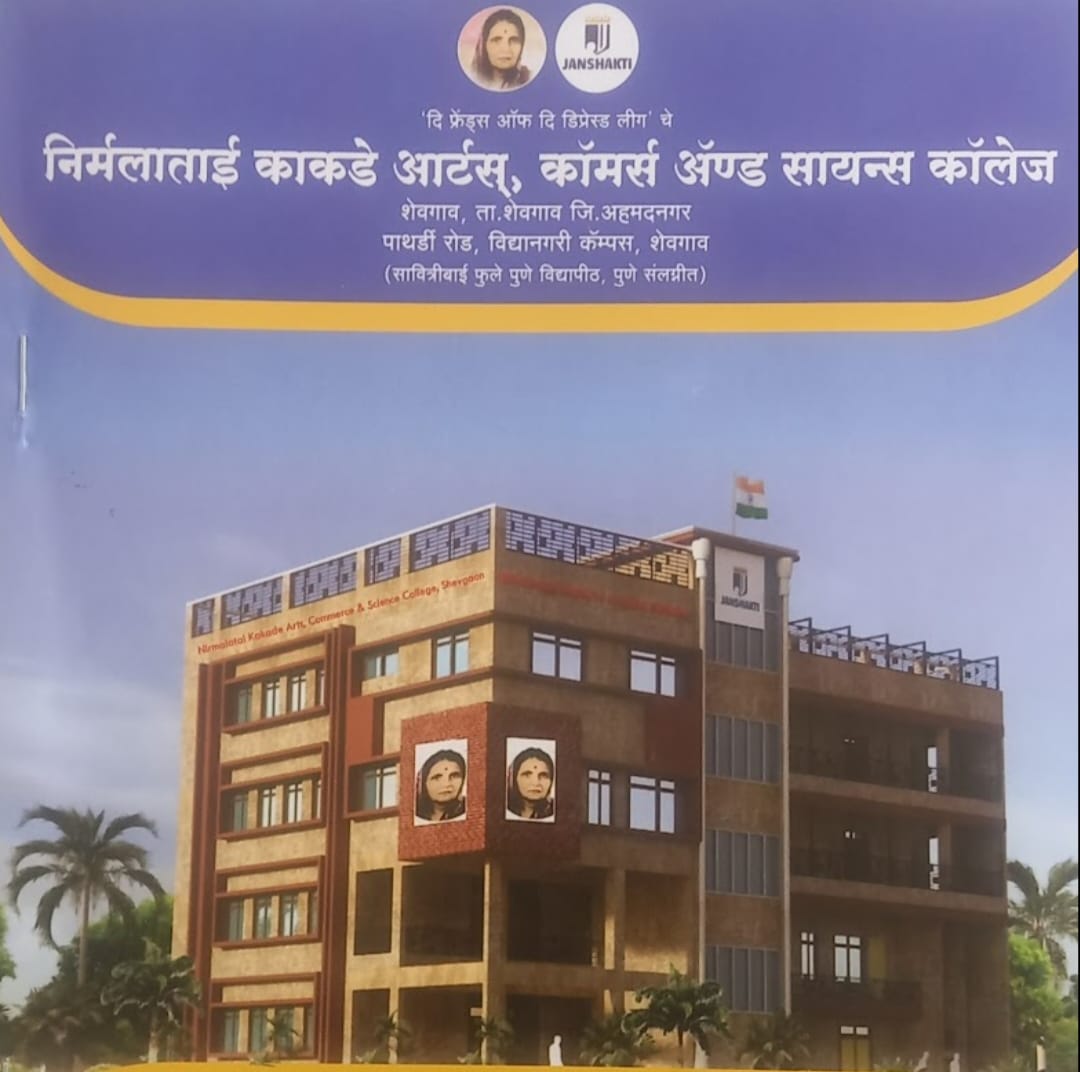 JANSHAKTI
'दि फ्रेंड्स ऑफ दि डिप्रेस्ड लीग' चे
निर्मलाताई काकडे आर्टस्, कॉमर्स ॲण्ड सायन्स कॉलेज
शेवगाव, ता.शेवगाव जि.अहमदनगर
पाथर्डी रोड, विद्यानगरी कॅम्पस, शेवगाव
(सावित्रीबाई फुले पुणे विद्यापीठ, पुणे संलग्नीत)
Nirmalatai Kakade Arts, Commerce & Science College, Shevgaon
JANSHAKTI